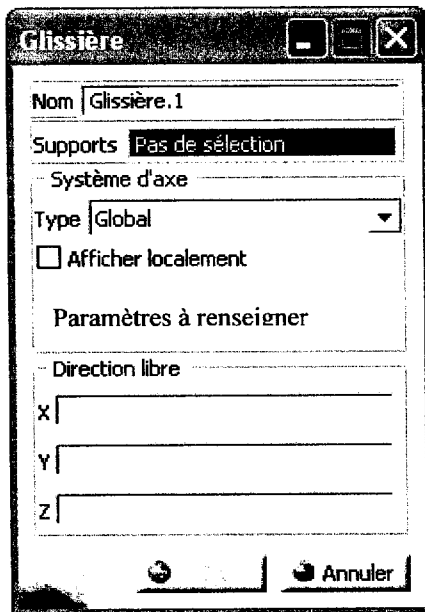 Glissière
Nom Glissière.1
Supports Pas de sélection
Système d'axe
Type Global
Afficher localement
Paramètres à renseigner
Direction libre
X
Y
Z
Annuler